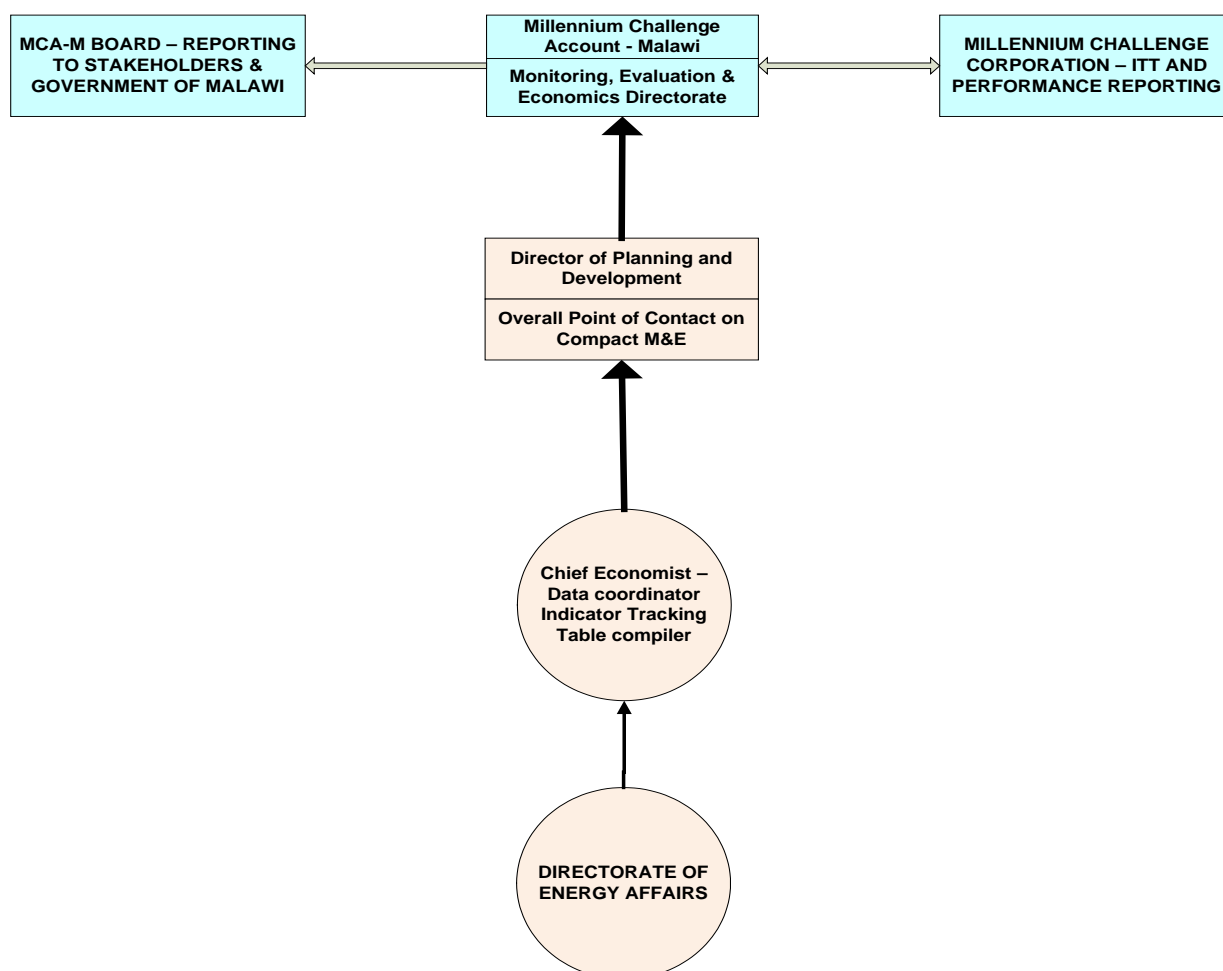 MCA-M BOARD – REPORTING
TO STAKEHOLDERS &
GOVERNMENT OF MALAWI
Millennium Challenge
Account - Malawi
Monitoring, Evaluation &
Economics Directorate
MILLENNIUM CHALLENGE
CORPORATION – ITT AND
PERFORMANCE REPORTING
Director of Planning and
Development
Overall Point of Contact on
Compact M&E
Chief Economist –
Data coordinator
Indicator Tracking
Table compiler
DIRECTORATE OF
ENERGY AFFAIRS